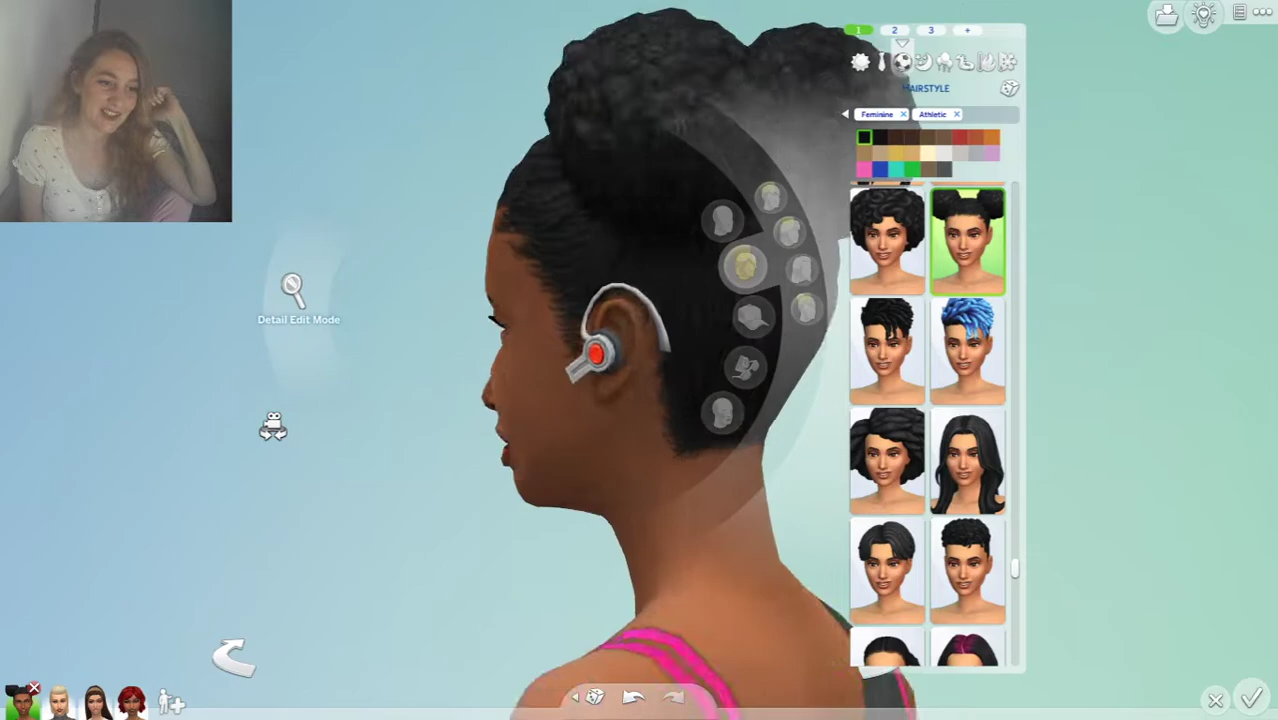 1 2 3 +
HAIRSTYLE
Feminine × Athletic ×
Detail Edit Mode